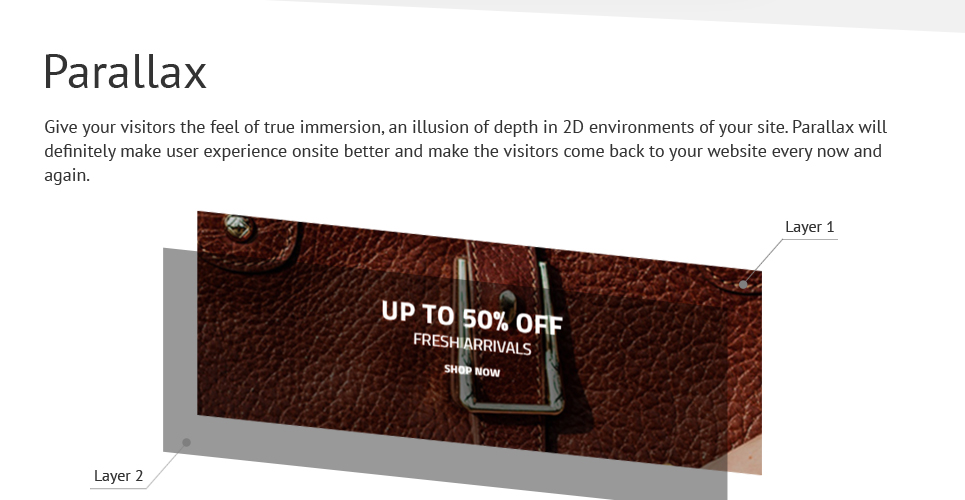 Parallax
Give your visitors the feel of true immersion, an illusion of depth in 2D environments of your site. Parallax will
definitely make user experience onsite better and make the visitors come back to your website every now and
again.
Layer 1
UP TO 50% OFF
FRESH ARRIVALS
SHOP NOW
Layer 2